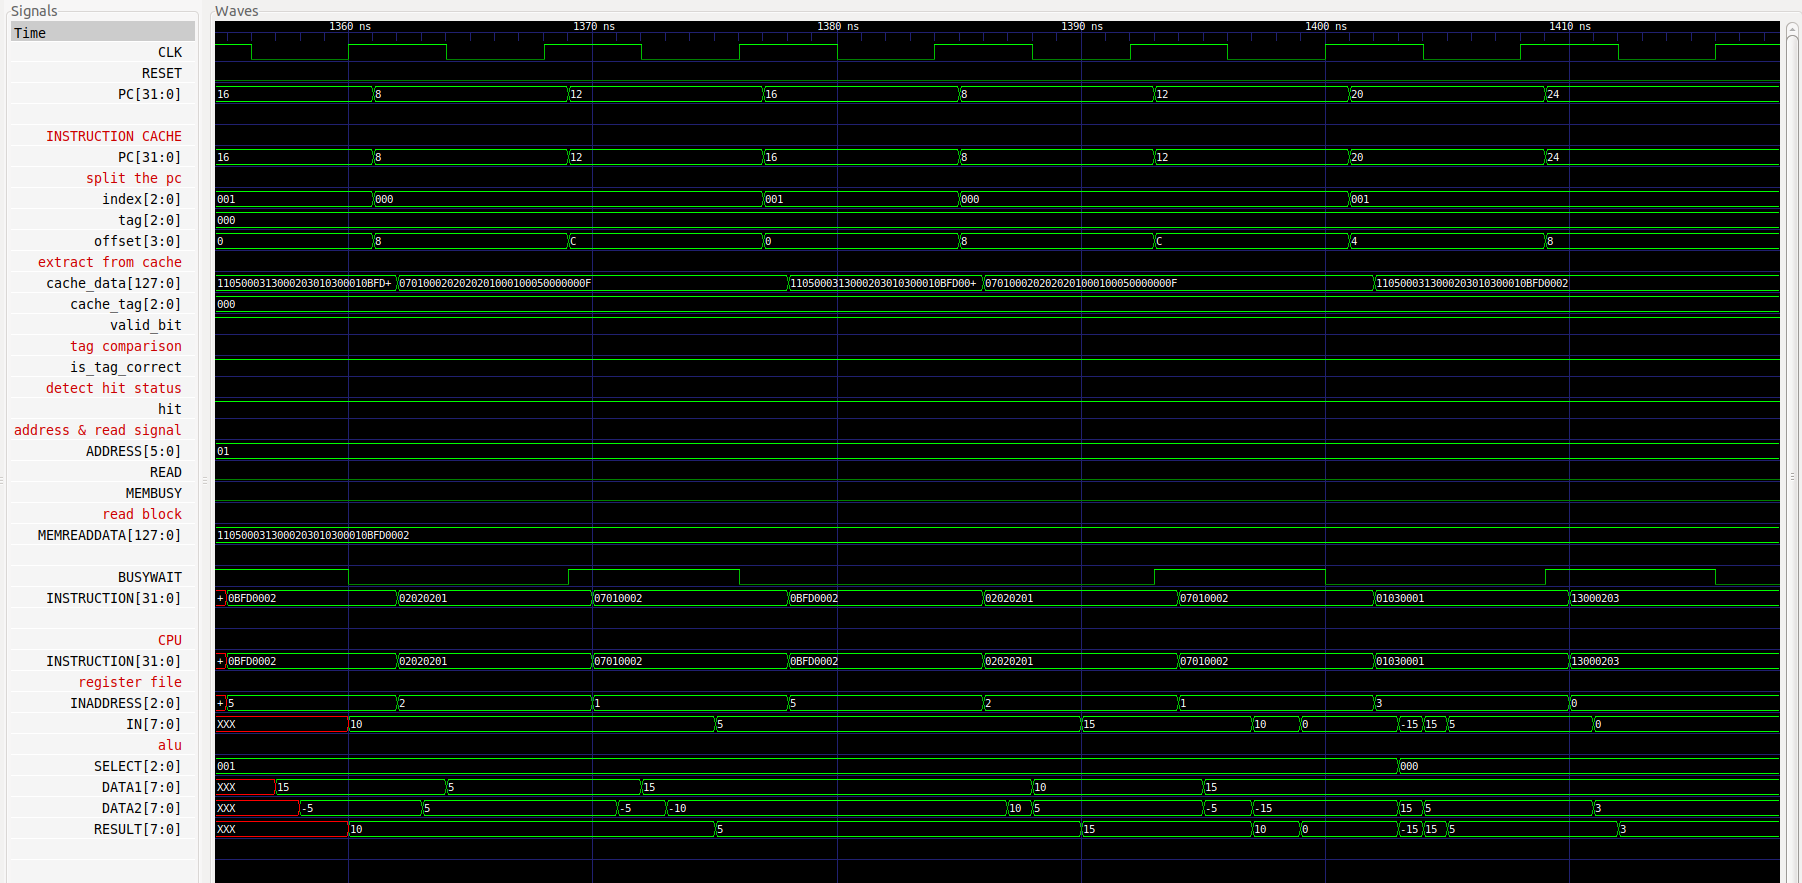 Signals Waves
Time 1360 ns 1370 ns 1380 ns 1390 ns 1400 ns 1410 ns
CLK
RESET
PC[31:0] 16 8 12 16 8 12 20 24
INSTRUCTION CACHE
PC[31:0] 16 8 12 16 8 12 20 24
split the pc
index[2:0] 001 000 001 000 001
tag[2:0] 000
offset[3:0] 0 8 C 0 8 C 4 8
extract from cache
cache_data[127:0] 1105000313000203010300010BFD+ 0701000202020201000100050000000F 1105000313000203010300010BFD00+ 0701000202020201000100050000000F 1105000313000203010300010BFD0002
cache_tag[2:0] 000
valid_bit
tag comparison
is_tag_correct
detect hit status
hit
address & read signal
ADDRESS[5:0] 01
READ
MEMBUSY
read block
MEMREADDATA[127:0] 1105000313000203010300010BFD0002
BUSYWAIT
INSTRUCTION[31:0] + 0BFD0002 02020201 07010002 0BFD0002 02020201 07010002 01030001 13000203
CPU
INSTRUCTION[31:0] + 0BFD0002 02020201 07010002 0BFD0002 02020201 07010002 01030001 13000203
register file
INADDRESS[2:0] + 5 2 1 5 2 1 3 0
IN[7:0] XXX 10 5 15 10 0 -15 15 5 0
alu
SELECT[2:0] 001 000
DATA1[7:0] XXX 15 5 15 10 15
DATA2[7:0] XXX -5 5 -5 -10 10 5 -5 -15 15 5 3
RESULT[7:0] XXX 10 5 15 10 0 -15 15 5 3